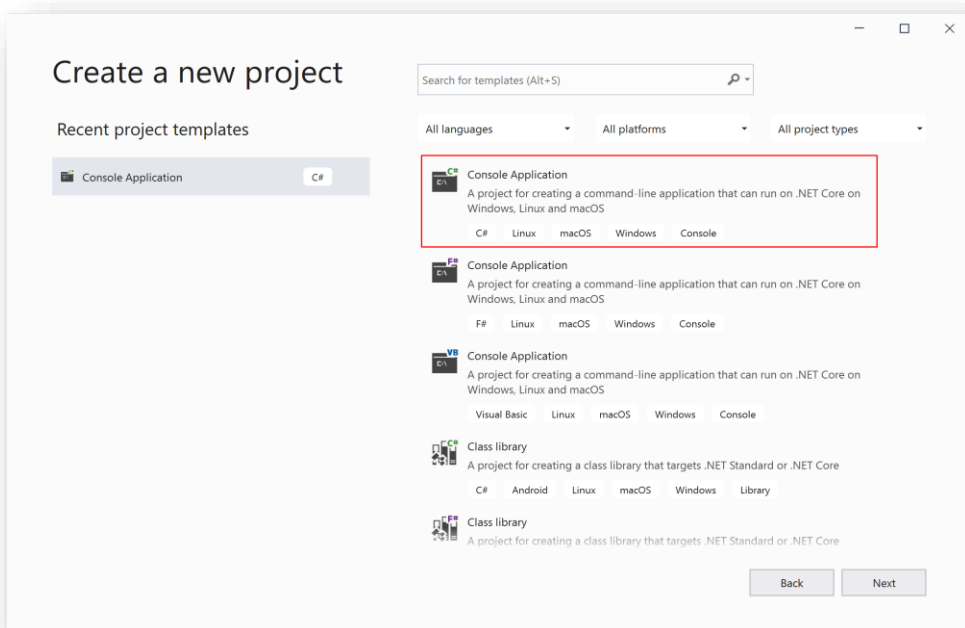 Create a new project
Recent project templates
Console Application C#
Search for templates (Alt+S)
All languages All platforms All project types
C#
C:\
Console Application
A project for creating a command-line application that can run on .NET Core on
Windows, Linux and macOS
C# Linux macOS Windows Console
F#
C:\
Console Application
A project for creating a command-line application that can run on .NET Core on
Windows, Linux and macOS
F# Linux macOS Windows Console
VB
C:\
Console Application
A project for creating a command-line application that can run on .NET Core on
Windows, Linux and macOS
Visual Basic Linux macOS Windows Console
C#
Class library
A project for creating a class library that targets .NET Standard or .NET Core
C# Android Linux macOS Windows Library
F#
Class library
A project for creating a class library that targets .NET Standard or .NET Core
Back Next